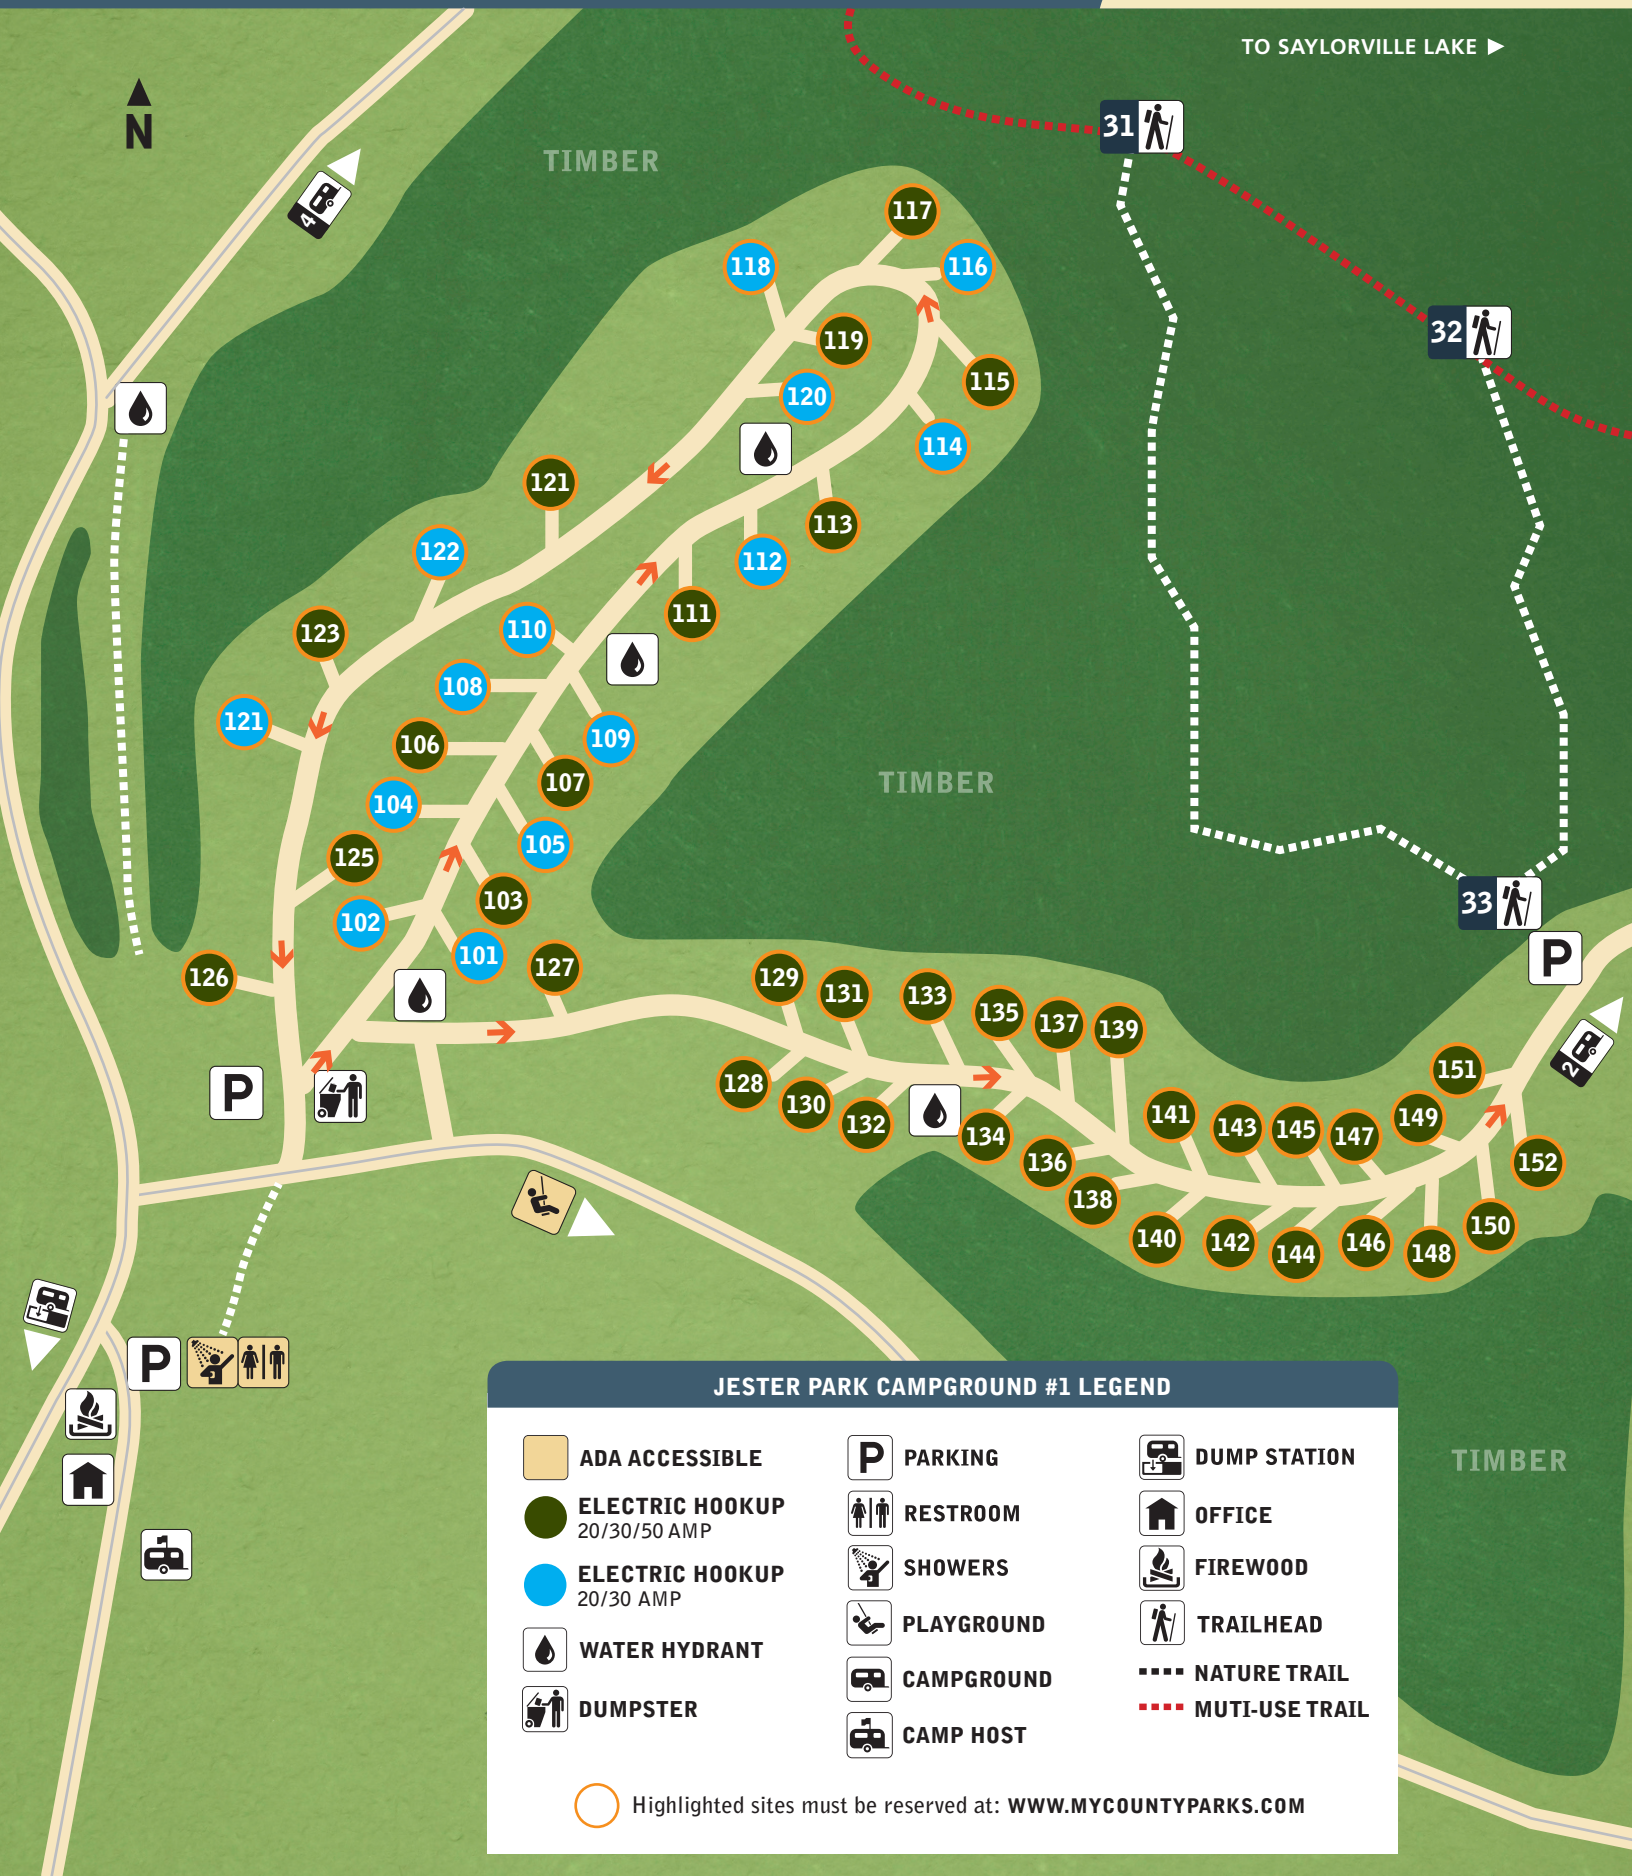 TO SAYLORVILLE LAKE
N
31
TIMBER
4
117
118
116
32
119
115
120
114
121
113
122
112
111
110
123
108
121
109
106
107
TIMBER
104
105
125
103
33
102
101
127
P
126
129
131
133
135
137
139
2
151
128
P
130
132
141
149
143
145
147
134
136
152
138
150
140
142
146
148
144
P
JESTER PARK CAMPGROUND #1 LEGEND
ADA ACCESSIBLE
ELECTRIC HOOKUP
20/30/50 AMP
ELECTRIC HOOKUP
20/30 AMP
WATER HYDRANT
DUMPSTER
P PARKING
RESTROOM
SHOWERS
PLAYGROUND
CAMPGROUND
CAMP HOST
DUMP STATION
OFFICE
FIREWOOD
TRAILHEAD
NATURE TRAIL
MUTI-USE TRAIL
Highlighted sites must be reserved at: WWW.MYCOUNTYPARKS.COM
TIMBER